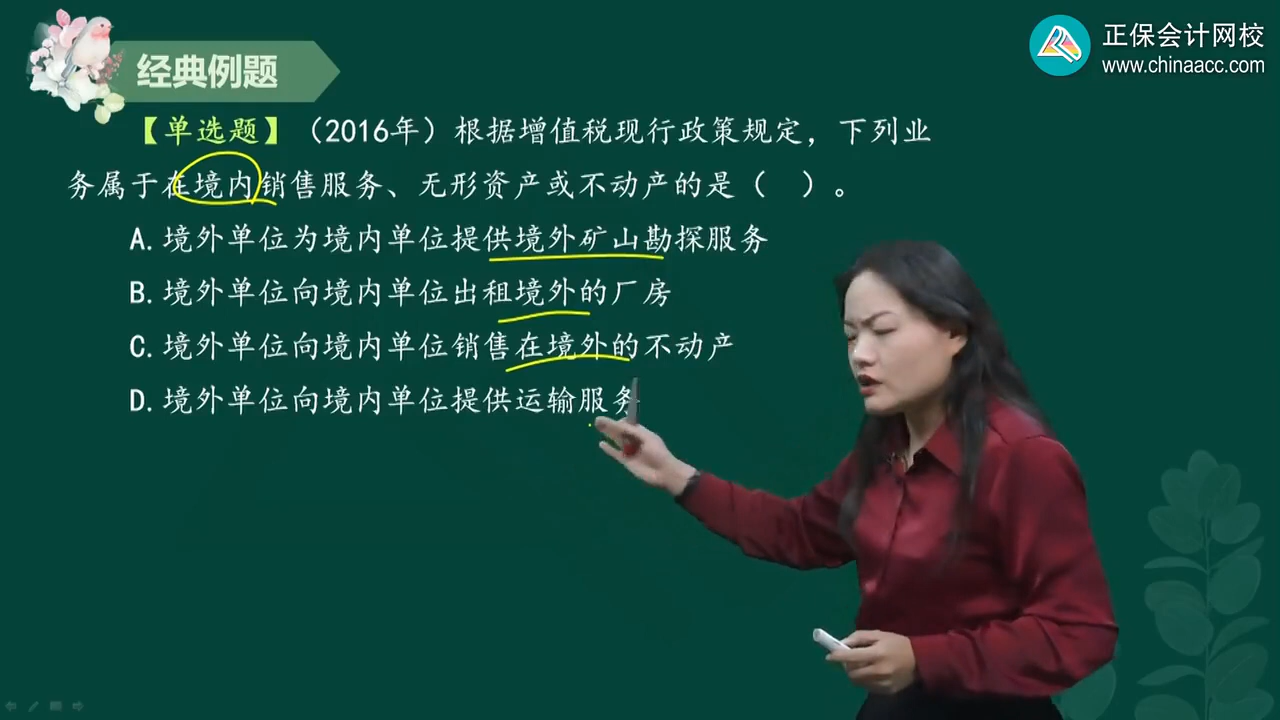 正保会计网校
www.chinaacc.com
经典例题
【单选题】（2016年）根据增值税现行政策规定，下列业
务属于在境内销售服务、无形资产或不动产的是（ ）。
A. 境外单位为境内单位提供境外矿山勘探服务
B. 境外单位向境内单位出租境外的厂房
C. 境外单位向境内单位销售在境外的不动产
D. 境外单位向境内单位提供运输服务